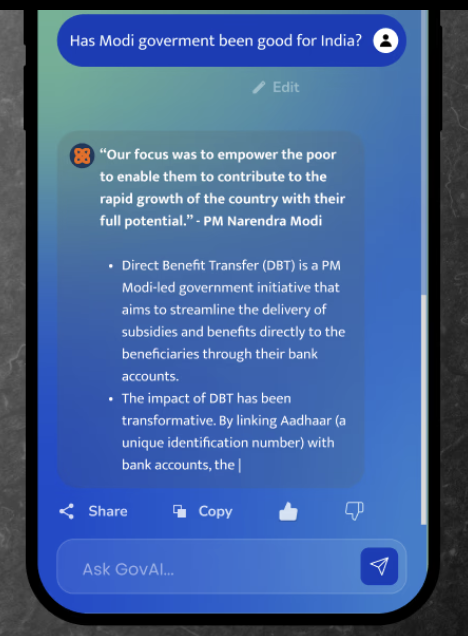 Has Modi goverment been good for India?
Edit
“Our focus was to empower the poor
to enable them to contribute to the
rapid growth of the country with their
full potential.” - PM Narendra Modi
• Direct Benefit Transfer (DBT) is a PM
Modi-led government initiative that
aims to streamline the delivery of
subsidies and benefits directly to the
beneficiaries through their bank
accounts.
• The impact of DBT has been
transformative. By linking Aadhaar (a
unique identification number) with
bank accounts, the |
Share
Copy
Ask GovAI...